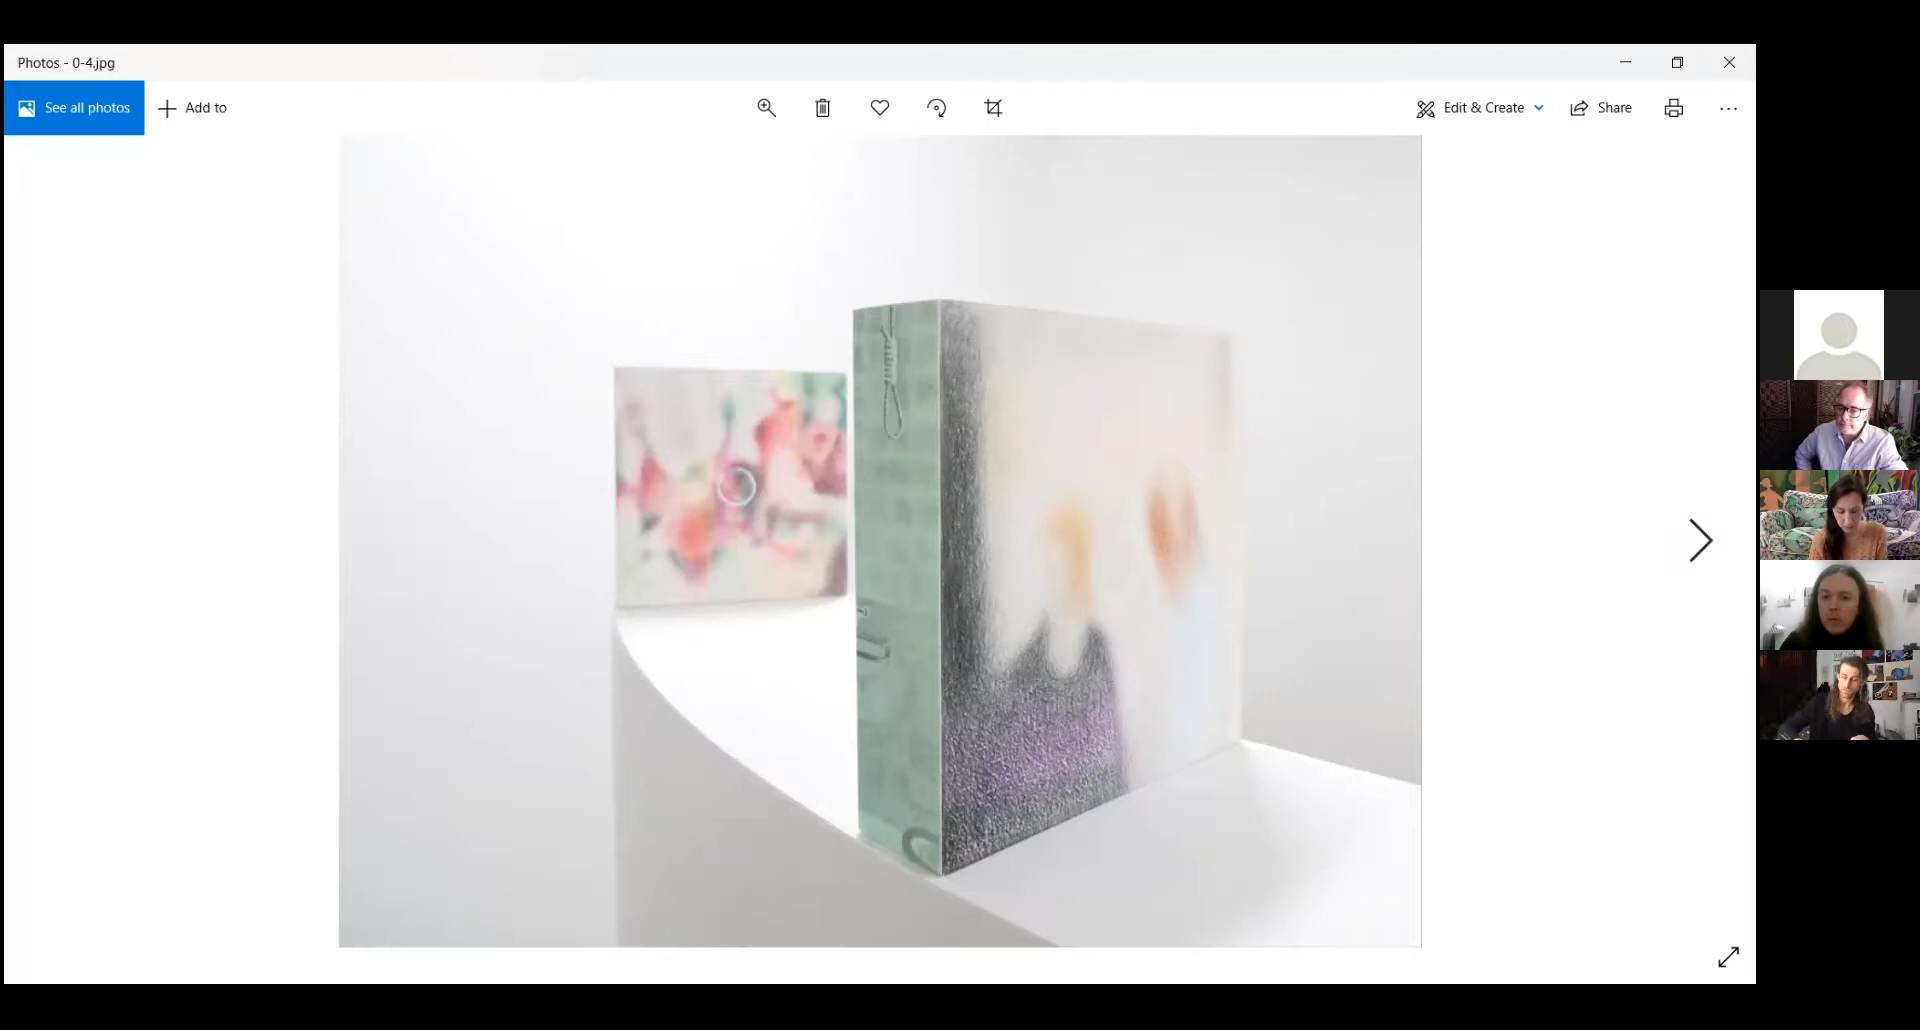 Photos - 0-4.jpg
See all photos
Add to
Edit & Create
Share